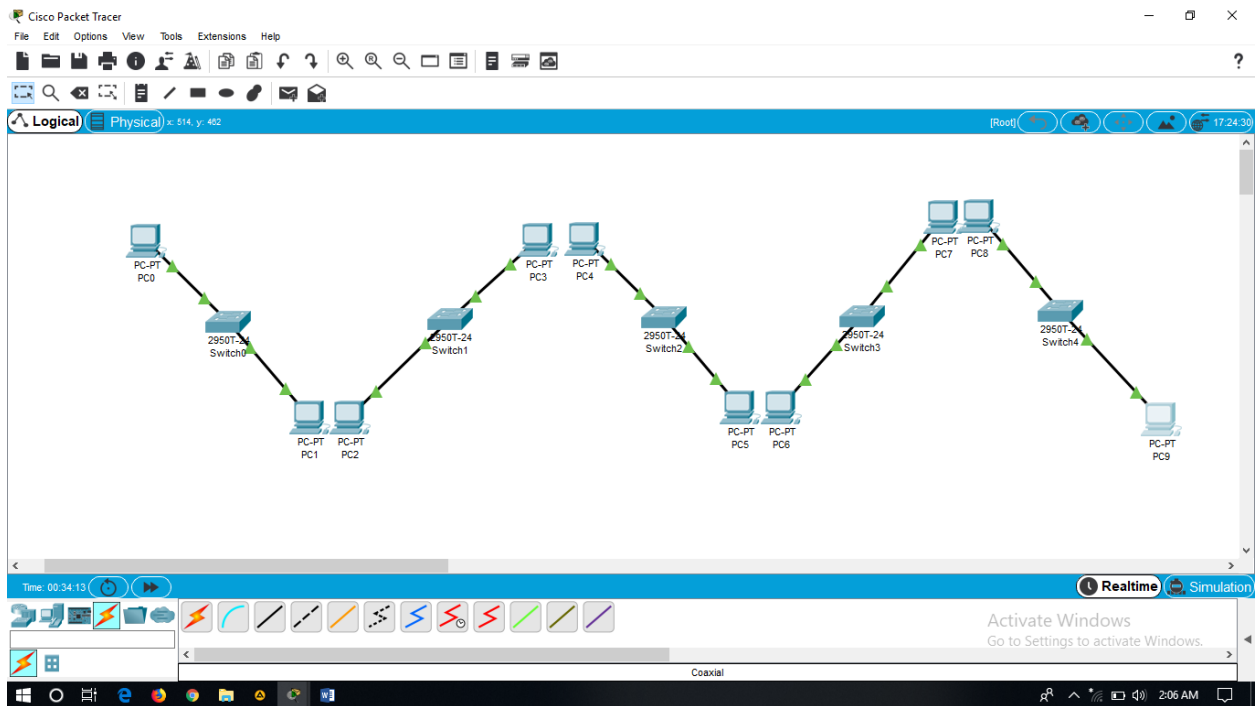 Cisco Packet Tracer
File Edit Options View Tools Extensions Help
?
Logical Physical x: 514, y: 462 [Root] 17:24:30
PC-PT
PC0
2950T-24
Switch0
PC-PT
PC1
PC-PT
PC2
2950T-24
Switch1
PC-PT
PC3
PC-PT
PC4
2950T-24
Switch2
PC-PT
PC5
PC-PT
PC6
2950T-24
Switch3
PC-PT
PC7
PC-PT
PC8
2950T-24
Switch4
PC-PT
PC9
Time: 00:34:13 Realtime Simulation
Activate Windows
Go to Settings to activate Windows.
Coaxial
2:06 AM